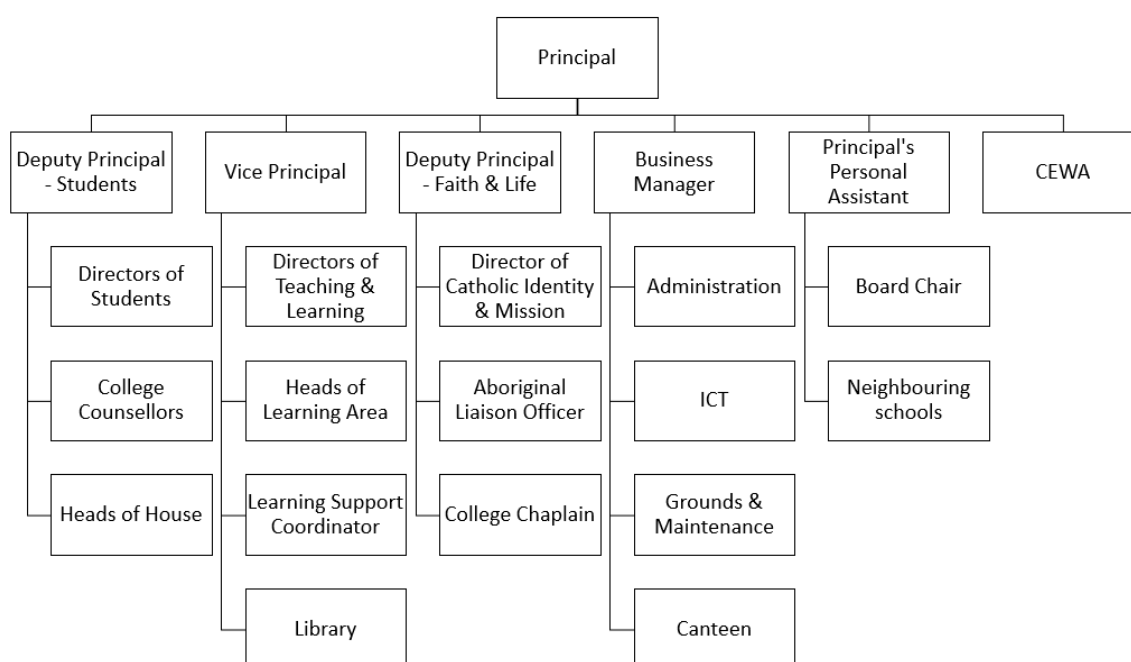 Principal
Deputy Principal
- Students
Vice Principal
Deputy Principal
- Faith & Life
Business
Manager
Principal's
Personal
Assistant
CEWA
Directors of
Students
Directors of
Teaching &
Learning
Director of
Catholic Identity
& Mission
Administration
Board Chair
College
Counsellors
Heads of
Learning Area
Aboriginal
Liaison Officer
ICT
Neighbouring
schools
Heads of House
Learning Support
Coordinator
College Chaplain
Grounds &
Maintenance
Library
Canteen